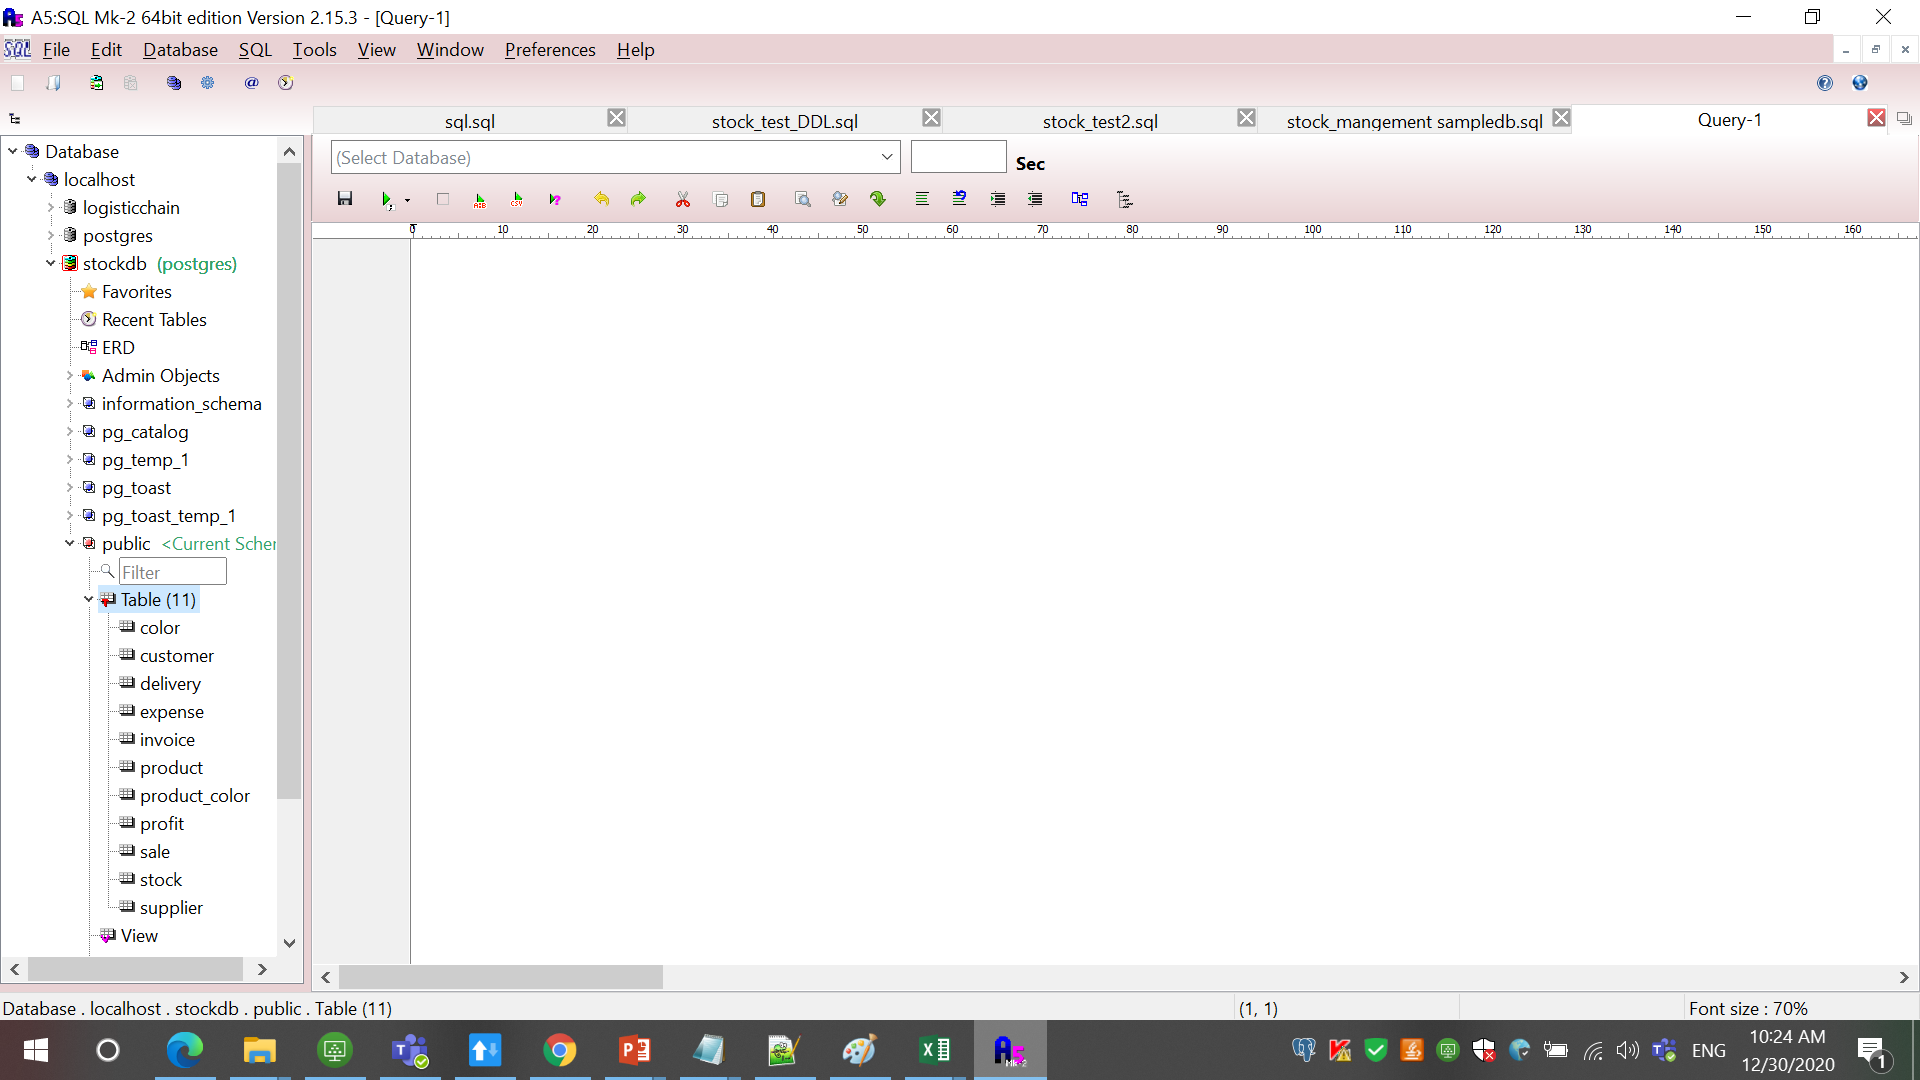 A5:SQL Mk-2 64bit edition Version 2.15.3 - [Query-1]
SQL File Edit Database SQL Tools View Window Preferences Help
sql.sql stock_test_DDL.sql stock_test2.sql stock_mangement sampledb.sql Query-1
(Select Database) Sec
0 10 20 30 40 50 60 70 80 90 100 110 120 130 140 150 160
Database
localhost
logisticchain
postgres
stockdb (postgres)
Favorites
Recent Tables
ERD
Admin Objects
information_schema
pg_catalog
pg_temp_1
pg_toast
pg_toast_temp_1
public <Current Scher
Filter
Table (11)
color
customer
delivery
expense
invoice
product
product_color
profit
sale
stock
supplier
View
Database . localhost . stockdb . public . Table (11) (1, 1) Font size : 70%
ENG
10:24 AM
12/30/2020
1